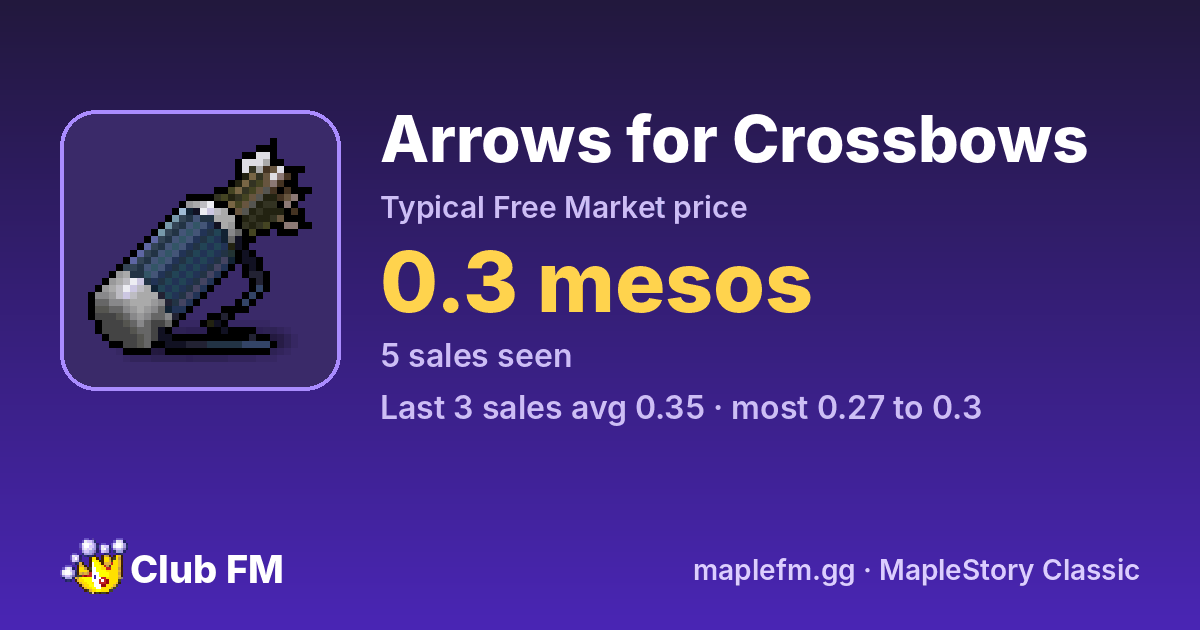 Arrows for Crossbows
Typical Free Market price
0.3 mesos
5 sales seen
Last 3 sales avg 0.35 · most 0.27 to 0.3
Club FM
maplefm.gg · MapleStory Classic